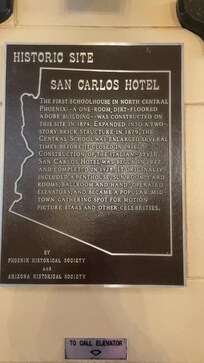 HISTORIC SITE
SAN CARLOS HOTEL
THE FIRST SCHOOLHOUSE IN NORTH CENTRAL
PHOENIX--A ONE-ROOM, DIRT-FLOORED
ADOBE BUILDING--WAS CONSTRUCTED ON
THIS SITE IN 1874. EXPANDED INTO A TWO-
STORY BRICK STRUCTURE IN 1879, THE
CENTRAL SCHOOL WAS ENLARGED SEVERAL
TIMES BEFORE IT CLOSED IN 1916.
CONSTRUCTION OF THE ITALIAN-STYLE
SAN CARLOS HOTEL WAS BEGUN IN 1927
AND COMPLETED IN 1928. IT ORIGINALLY
INCLUDED A PENTHOUSE, SUN ROOMS, CARD
ROOMS, BALLROOM AND HAND-OPERATED
ELEVATORS, AND BECAME A POPULAR MID-
TOWN GATHERING SPOT FOR MOTION
PICTURE STARS AND OTHER CELEBRITIES.
BY
PHOENIX HISTORICAL SOCIETY
AND
ARIZONA HISTORICAL SOCIETY
TO CALL ELEVATOR